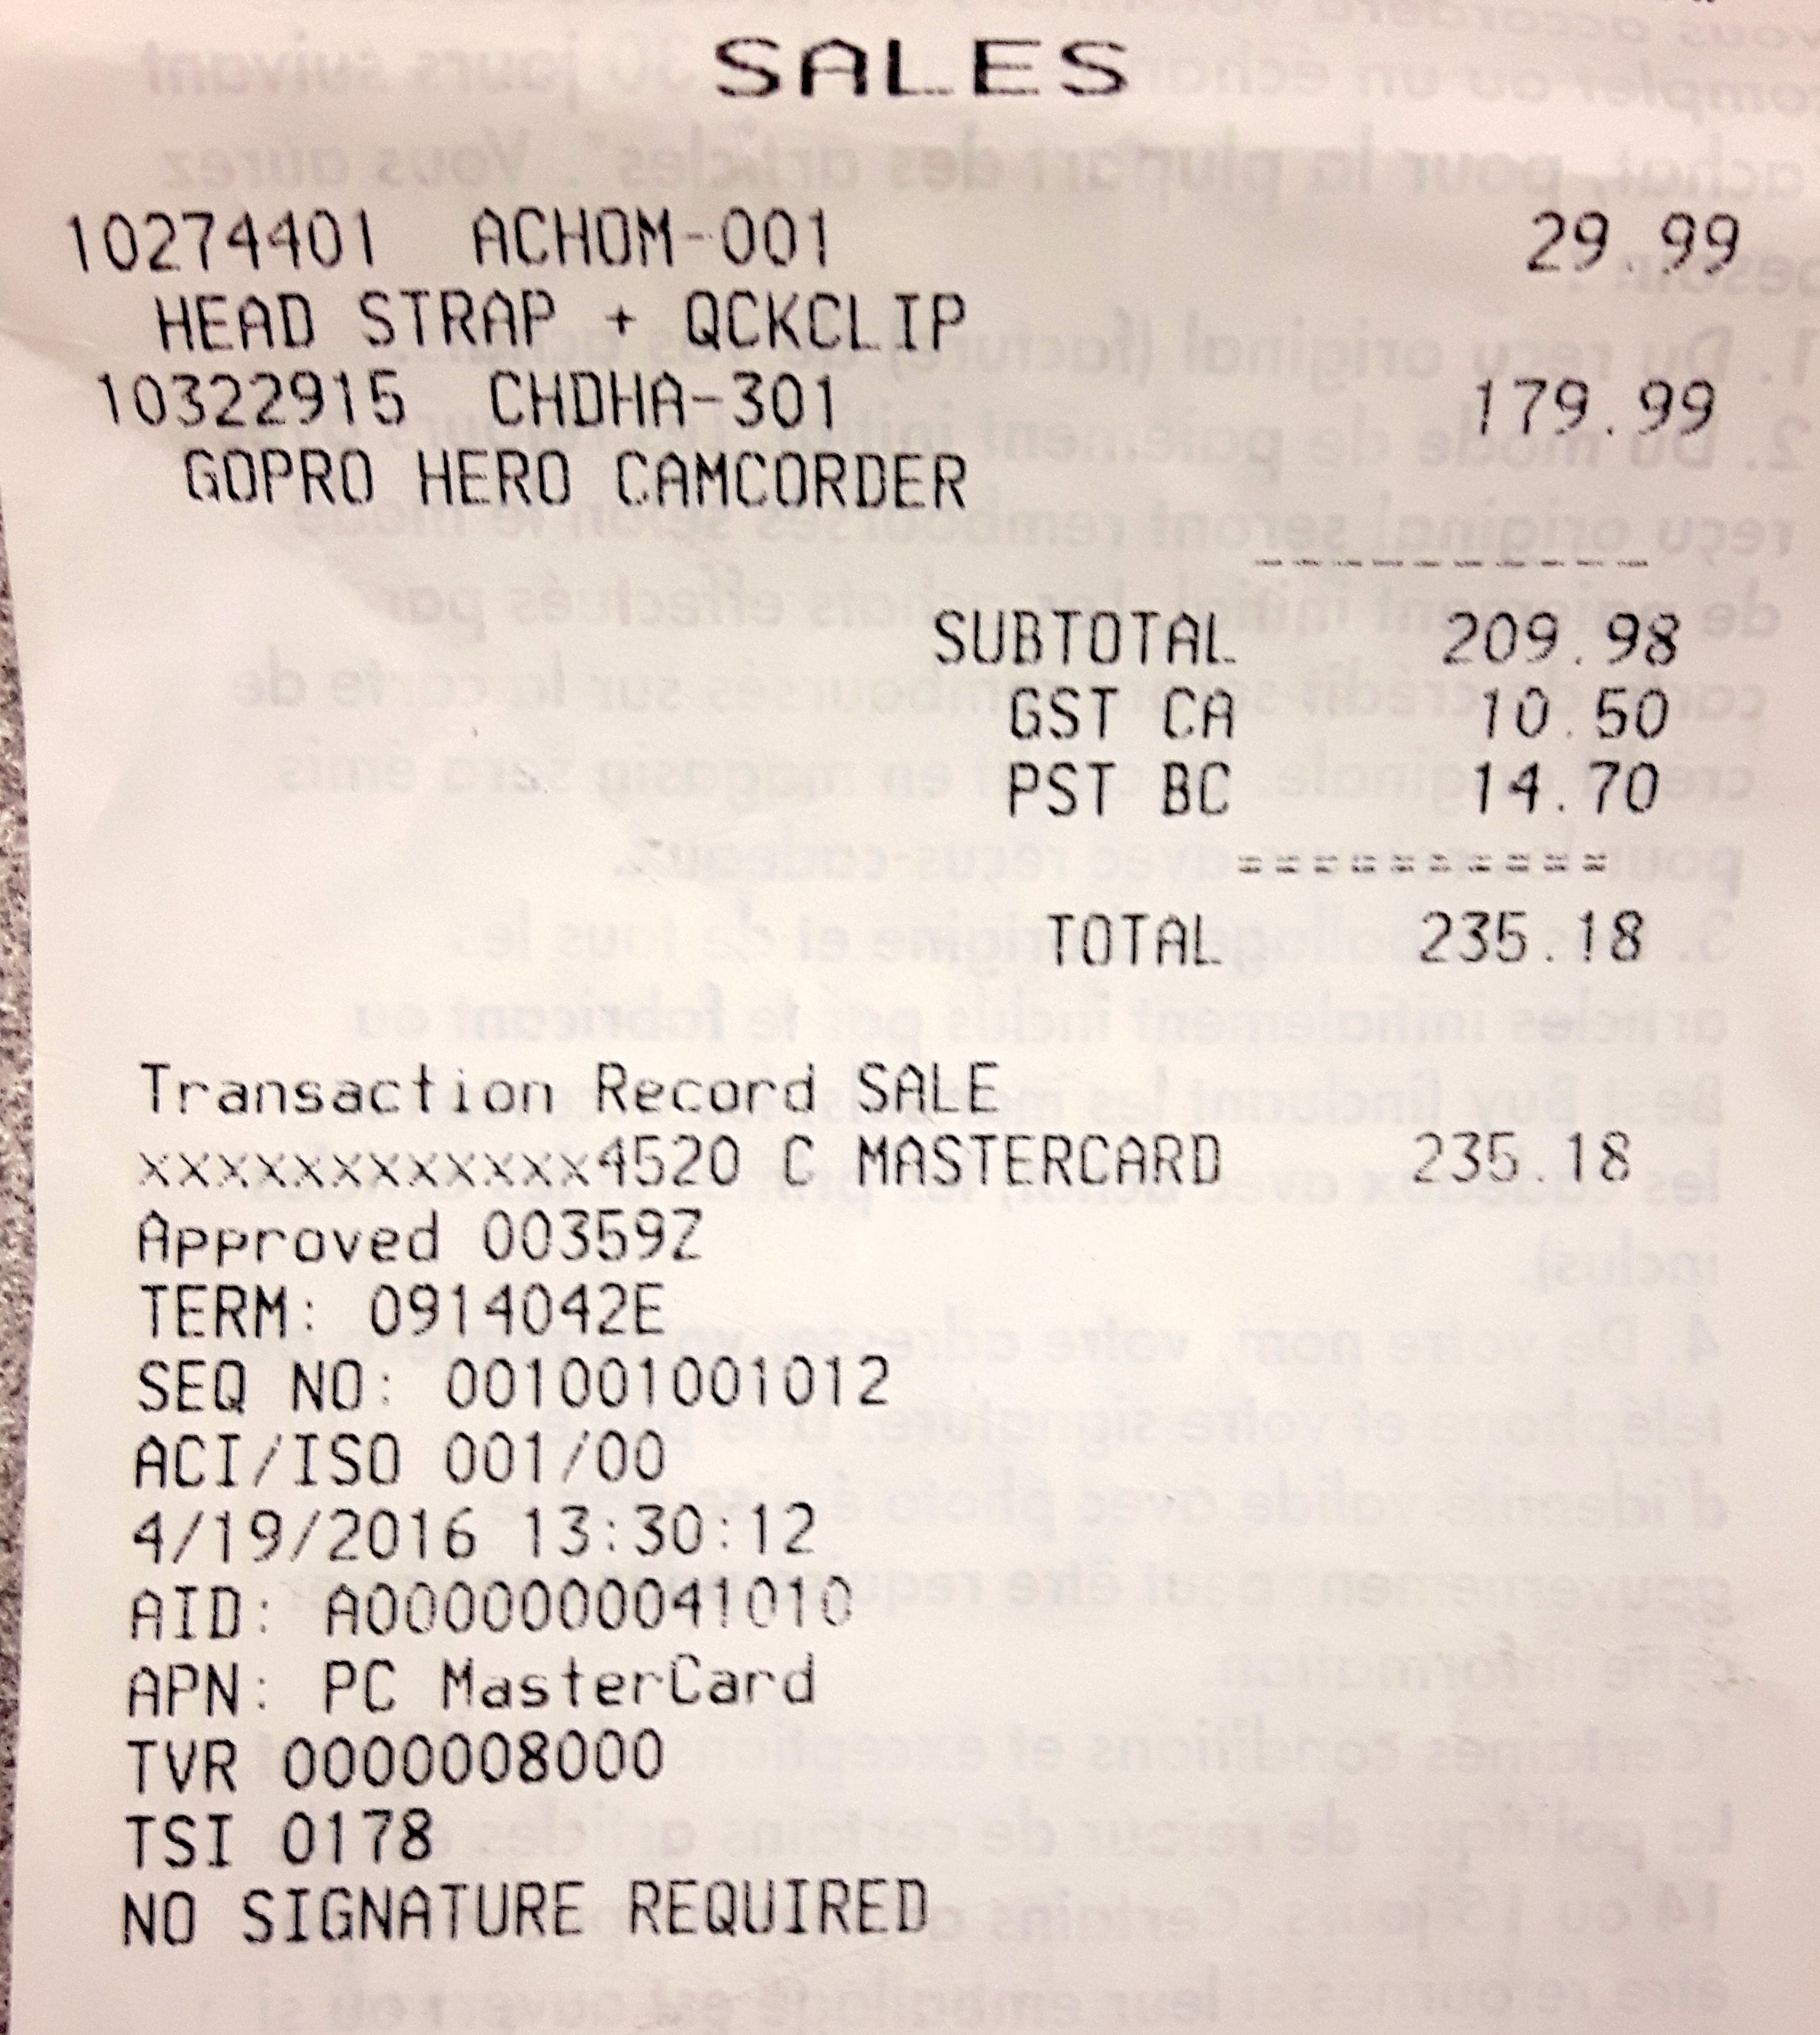 SALES
10274401 ACHOM-001 29.99
HEAD STRAP + QCKCLIP
10322915 CHDHA-301 179.99
GOPRO HERO CAMCORDER
----------
SUBTOTAL 209.98
GST CA 10.50
PST BC 14.70
==========
TOTAL 235.18
Transaction Record SALE
xxxxxxxxxxxx4520 C MASTERCARD 235.18
Approved 00359Z
TERM: 0914042E
SEQ NO: 001001001012
ACI/ISO 001/00
4/19/2016 13:30:12
AID: A0000000041010
APN: PC MasterCard
TVR 0000008000
TSI 0178
NO SIGNATURE REQUIRED